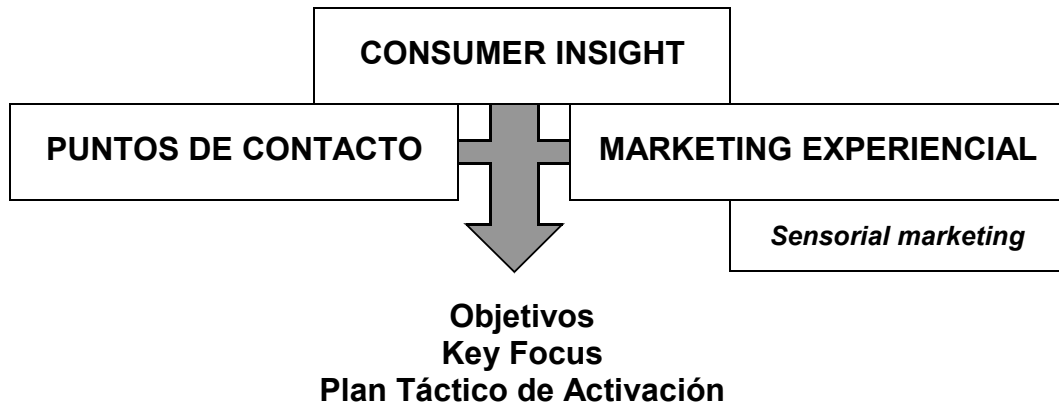 CONSUMER INSIGHT
PUNTOS DE CONTACTO
MARKETING EXPERIENCIAL
Sensorial marketing
Objetivos
Key Focus
Plan Táctico de Activación